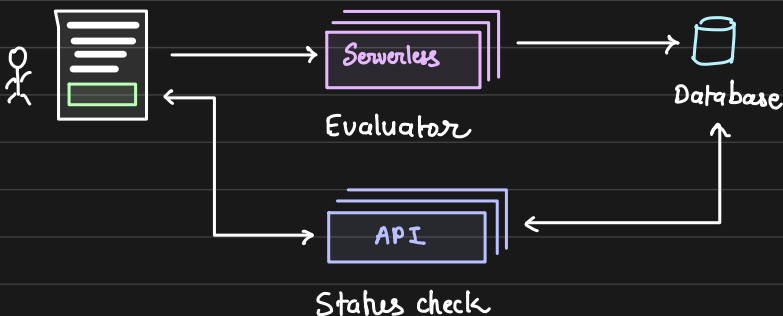 Serverless
Evaluator
Database
API
Status check